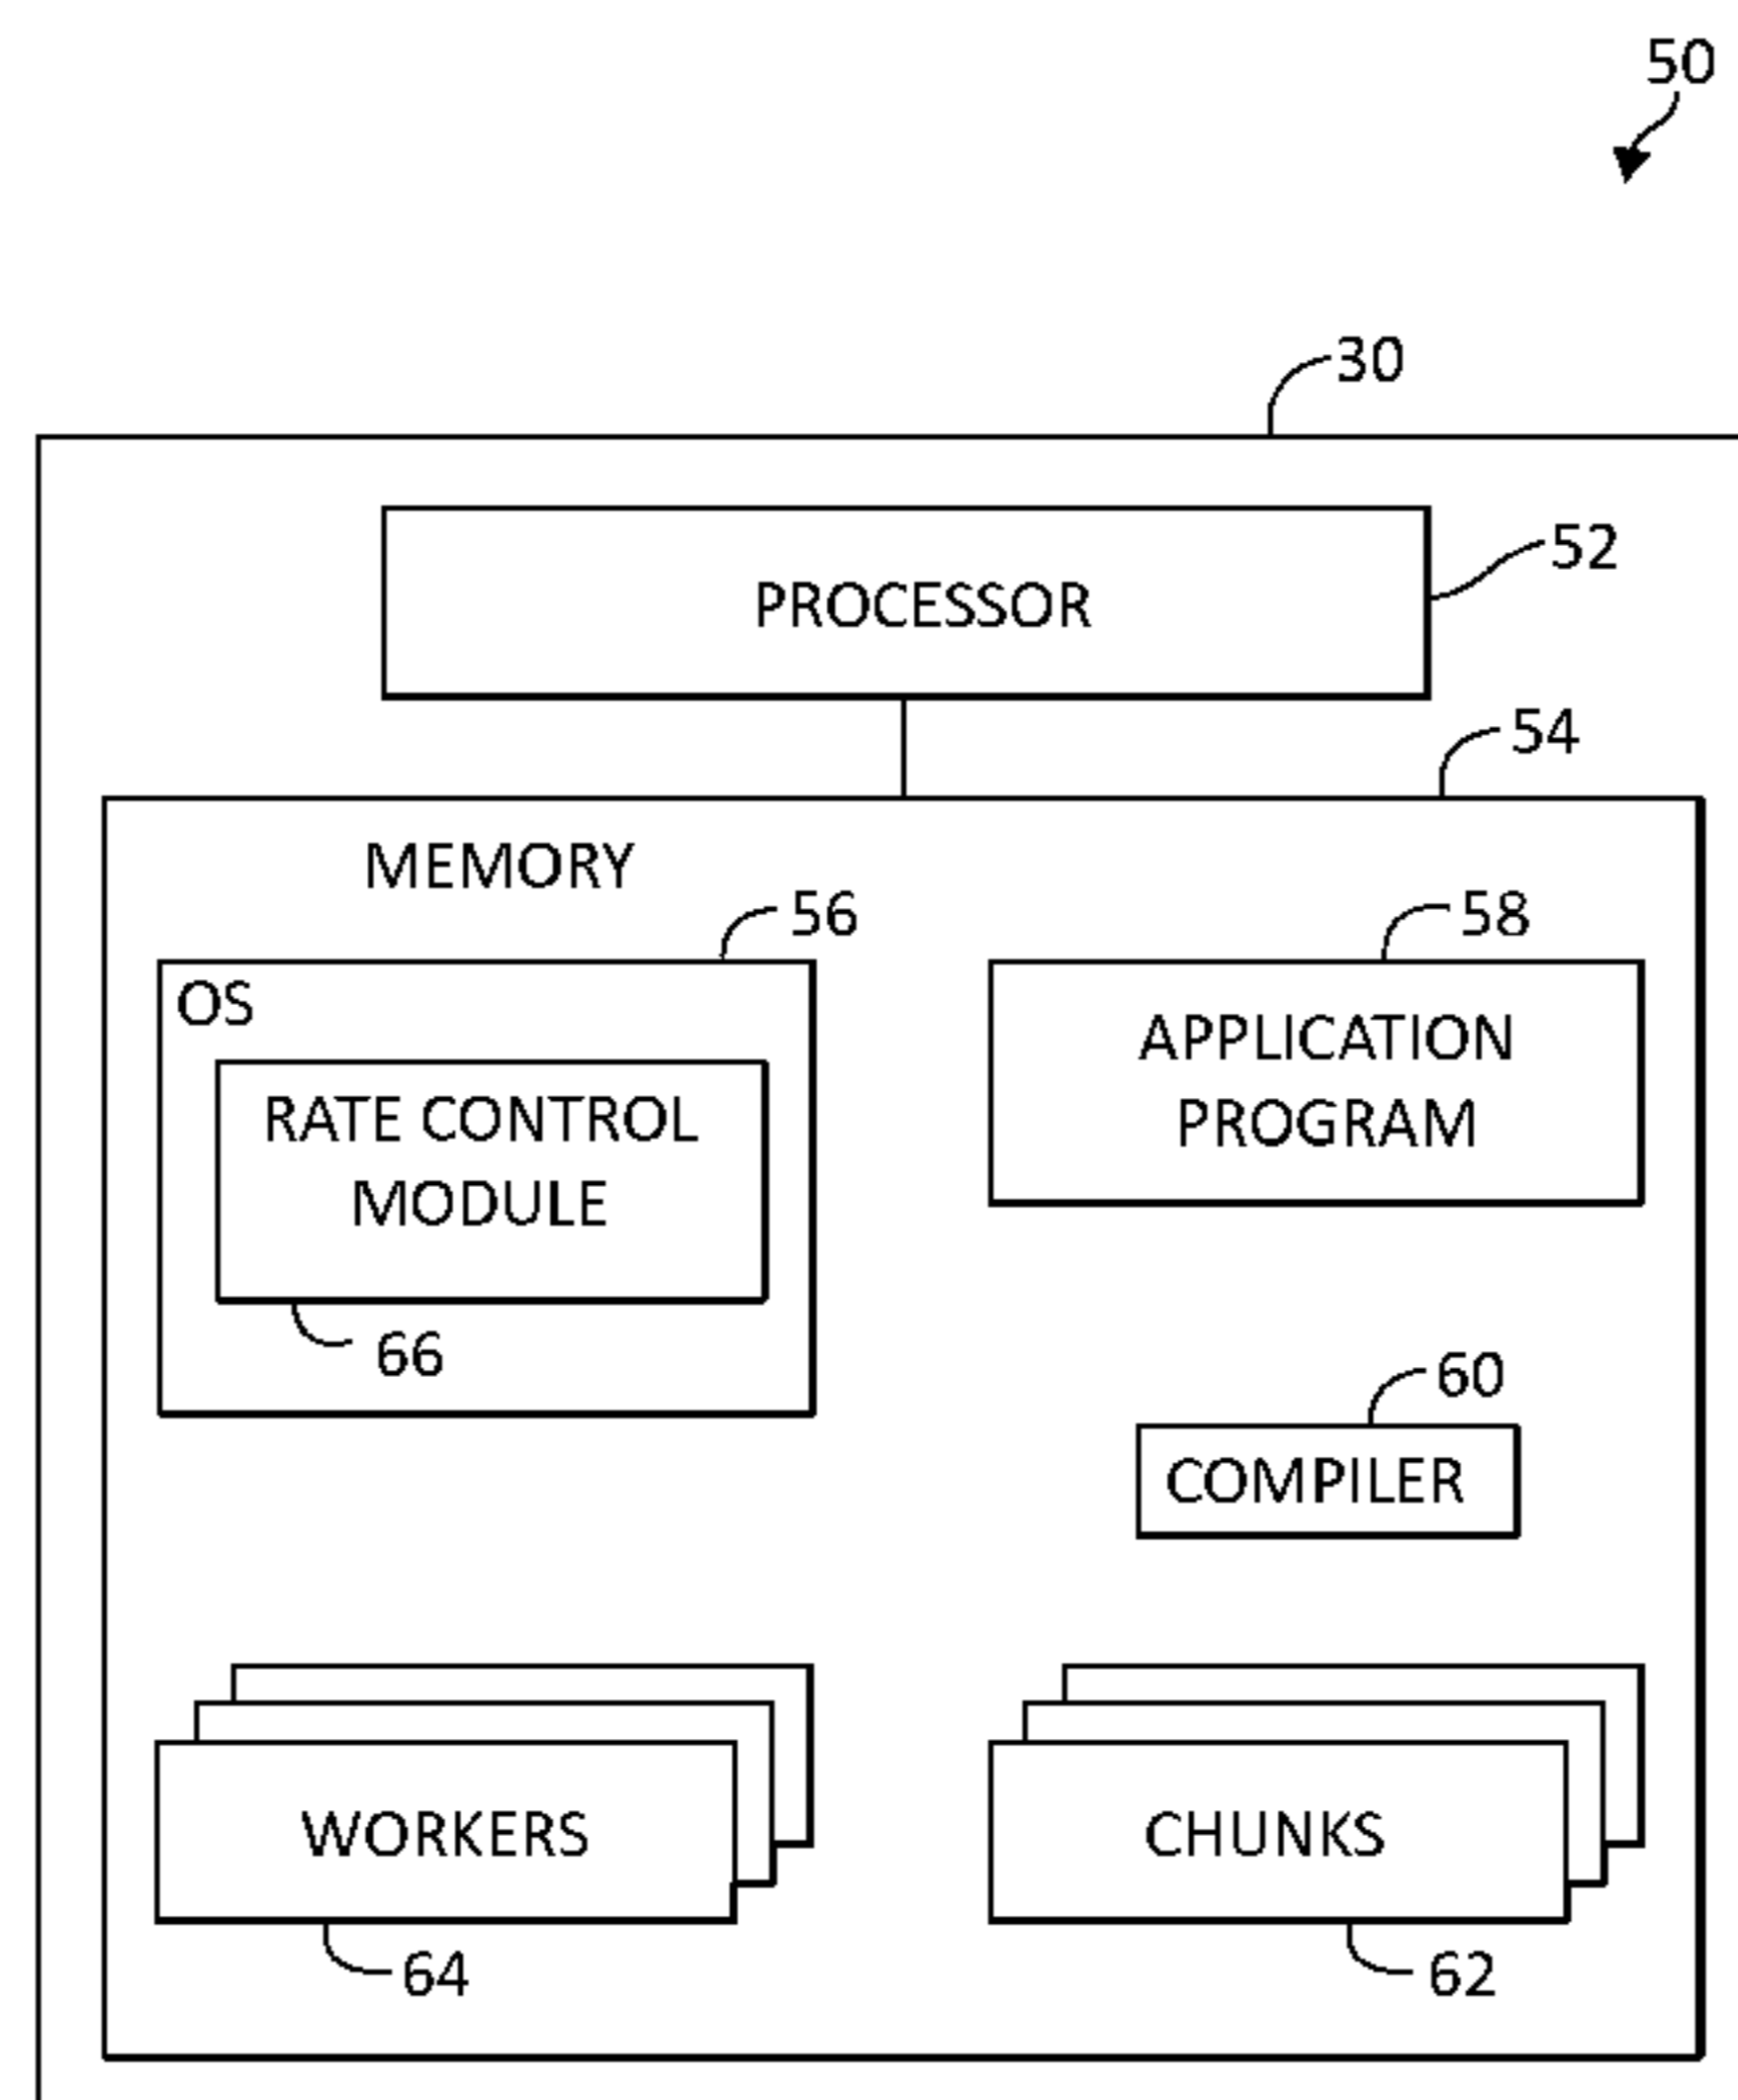 50
30
PROCESSOR
52
54
MEMORY
56
58
OS
RATE CONTROL
MODULE
66
APPLICATION
PROGRAM
60
COMPILER
WORKERS
64
CHUNKS
62